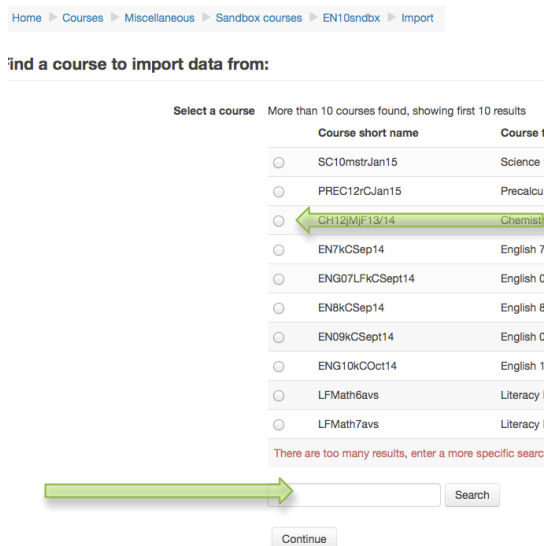 Home Courses Miscellaneous Sandbox courses EN10sndbx Import
ind a course to import data from:
Select a course More than 10 courses found, showing first 10 results
Course short name Course f
SC10mstrJan15 Science
PREC12rCJan15 Precalcu
CH12jMjF13/14 Chemist
EN7kCSep14 English 7
ENG07LFkCSept14 English 0
EN8kCSep14 English 8
EN09kCSept14 English 0
ENG10kCOct14 English 1
LFMath6avs Literacy
LFMath7avs Literacy
There are too many results, enter a more specific searc
Search
Continue